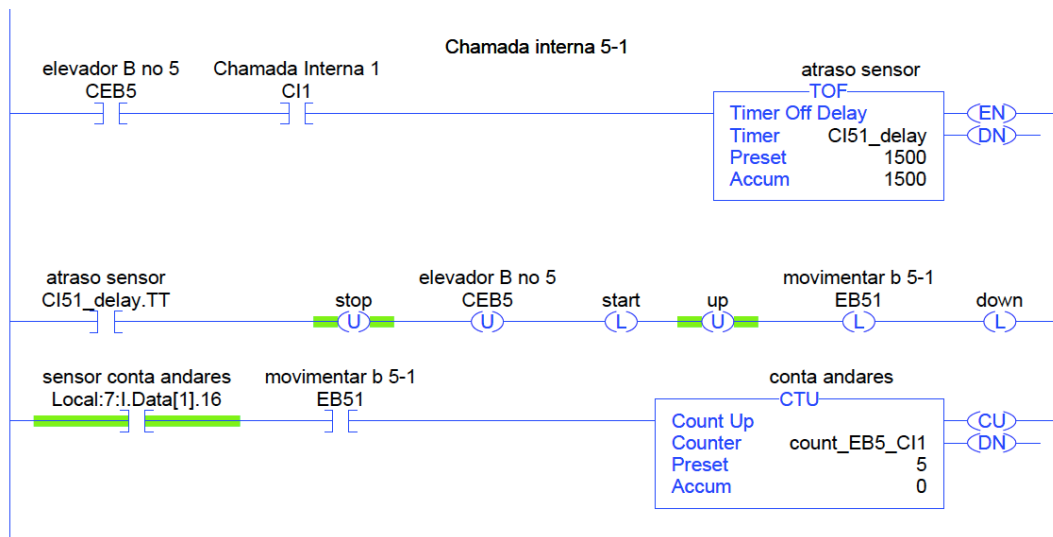 Chamada interna 5-1
elevador B no 5
CEB5
Chamada Interna 1
CI1
atraso sensor
TOF
Timer Off Delay
Timer CI51_delay
Preset 1500
Accum 1500
EN
DN
atraso sensor
CI51_delay.TT
stop
U
elevador B no 5
CEB5
U
start
L
up
U
movimentar b 5-1
EB51
L
down
L
sensor conta andares
Local:7:I.Data[1].16
movimentar b 5-1
EB51
conta andares
CTU
Count Up
Counter count_EB5_CI1
Preset 5
Accum 0
CU
DN